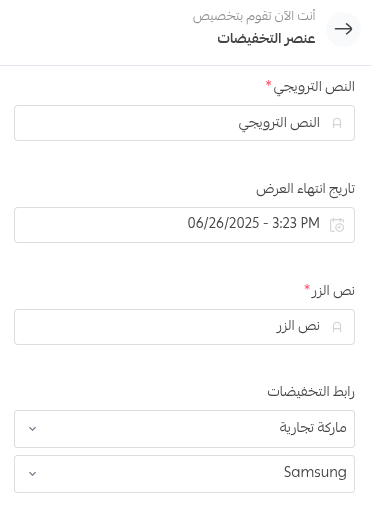 أنت الآن تقوم بتخصيص
عنصر التخفيضات
النص الترويجي *
النص الترويجي
تاريخ انتهاء العرض
06/26/2025 - 3:23 PM
نص الزر *
نص الزر
رابط التخفيضات
ماركة تجارية
Samsung